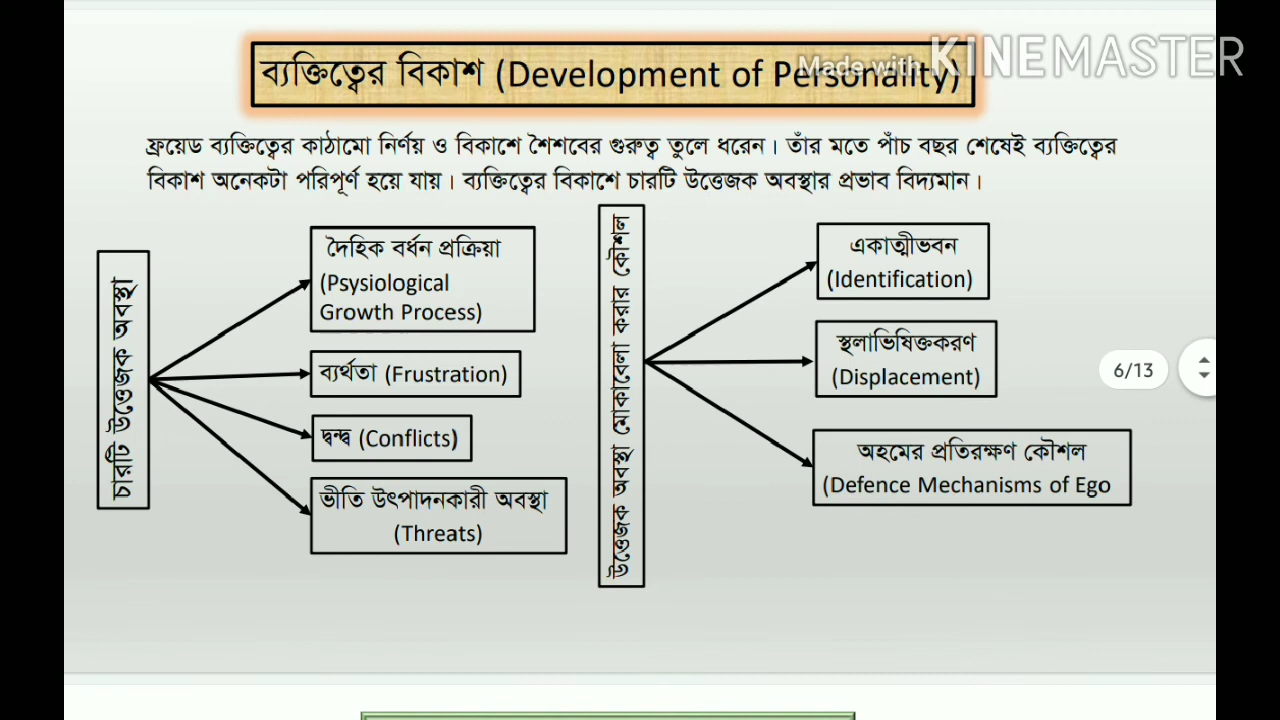 ব্যক্তিত্বের বিকাশ (Development of Personality)
Made with KINEMASTER
ফ্রয়েড ব্যক্তিত্বের কাঠামো নির্ণয় ও বিকাশে শৈশবের গুরুত্ব তুলে ধরেন। তাঁর মতে পাঁচ বছর শেষেই ব্যক্তিত্বের
বিকাশ অনেকটা পরিপূর্ণ হয়ে যায়। ব্যক্তিত্বের বিকাশে চারটি উত্তেজক অবস্থার প্রভাব বিদ্যমান।
চারটি উত্তেজক অবস্থা
দৈহিক বর্ধন প্রক্রিয়া
(Psysiological
Growth Process)
ব্যর্থতা (Frustration)
দ্বন্দ্ব (Conflicts)
ভীতি উৎপাদনকারী অবস্থা
(Threats)
উত্তেজক অবস্থা মোকাবেলা করার কৌশল
একাত্মীভবন
(Identification)
স্থলাভিষিক্তকরণ
(Displacement)
অহমের প্রতিরক্ষণ কৌশল
(Defence Mechanisms of Ego
6/13